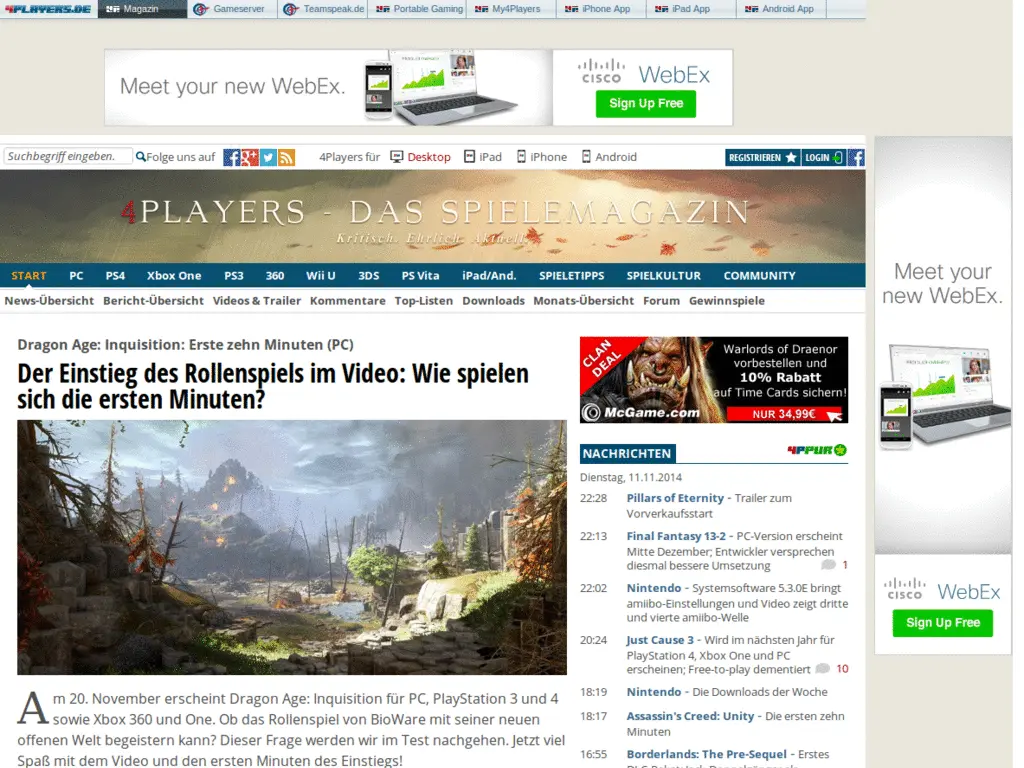 4PLAYERS.DE
Magazin
Gameserver
Teamspeak.de
Portable Gaming
My4Players
iPhone App
iPad App
Android App
Meet your new WebEx.
CISCO
WebEx
Sign Up Free
Suchbegriff eingeben.
Folge uns auf
4Players für
Desktop
iPad
iPhone
Android
REGISTRIEREN
LOGIN
4PLAYERS - DAS SPIELEMAGAZIN
Kritisch. Ehrlich. Aktuell.
START PC PS4 Xbox One PS3 360 Wii U 3DS PS Vita iPad/And. SPIELETIPPS SPIELKULTUR COMMUNITY
News-Übersicht Bericht-Übersicht Videos & Trailer Kommentare Top-Listen Downloads Monats-Übersicht Forum Gewinnspiele
Dragon Age: Inquisition: Erste zehn Minuten (PC)
Der Einstieg des Rollenspiels im Video: Wie spielen
sich die ersten Minuten?
Am 20. November erscheint Dragon Age: Inquisition für PC, PlayStation 3 und 4
sowie Xbox 360 und One. Ob das Rollenspiel von BioWare mit seiner neuen
offenen Welt begeistern kann? Dieser Frage werden wir im Test nachgehen. Jetzt viel
Spaß mit dem Video und den ersten Minuten des Einstiegs!
CLAN
DEAL
Warlords of Draenor
vorbestellen und
10% Rabatt
auf Time Cards sichern!
McGame.com
NUR 34,99€
NACHRICHTEN
4PPUR
Dienstag, 11.11.2014
22:28 Pillars of Eternity - Trailer zum
Vorverkaufsstart
22:13 Final Fantasy 13-2 - PC-Version erscheint
Mitte Dezember; Entwickler versprechen
diesmal bessere Umsetzung 1
22:02 Nintendo - Systemsoftware 5.3.0E bringt
amiibo-Einstellungen und Video zeigt dritte
und vierte amiibo-Welle
20:24 Just Cause 3 - Wird im nächsten Jahr für
PlayStation 4, Xbox One und PC
erscheinen; Free-to-play dementiert 10
18:19 Nintendo - Die Downloads der Woche
18:17 Assassin's Creed: Unity - Die ersten zehn
Minuten
16:55 Borderlands: The Pre-Sequel - Erstes
Meet your
new WebEx.
CISCO
WebEx
Sign Up Free